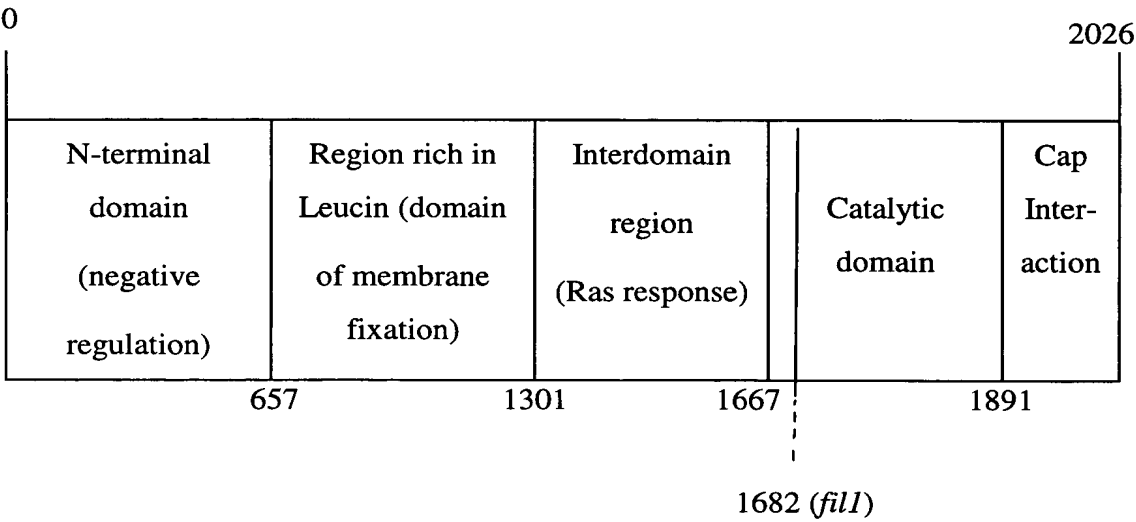 0
2026
N-terminal
domain
(negative
regulation)
Region rich in
Leucin (domain
of membrane
fixation)
Interdomain
region
(Ras response)
Catalytic
domain
Cap
Inter-
action
657
1301
1667
1891
1682 (fil1)